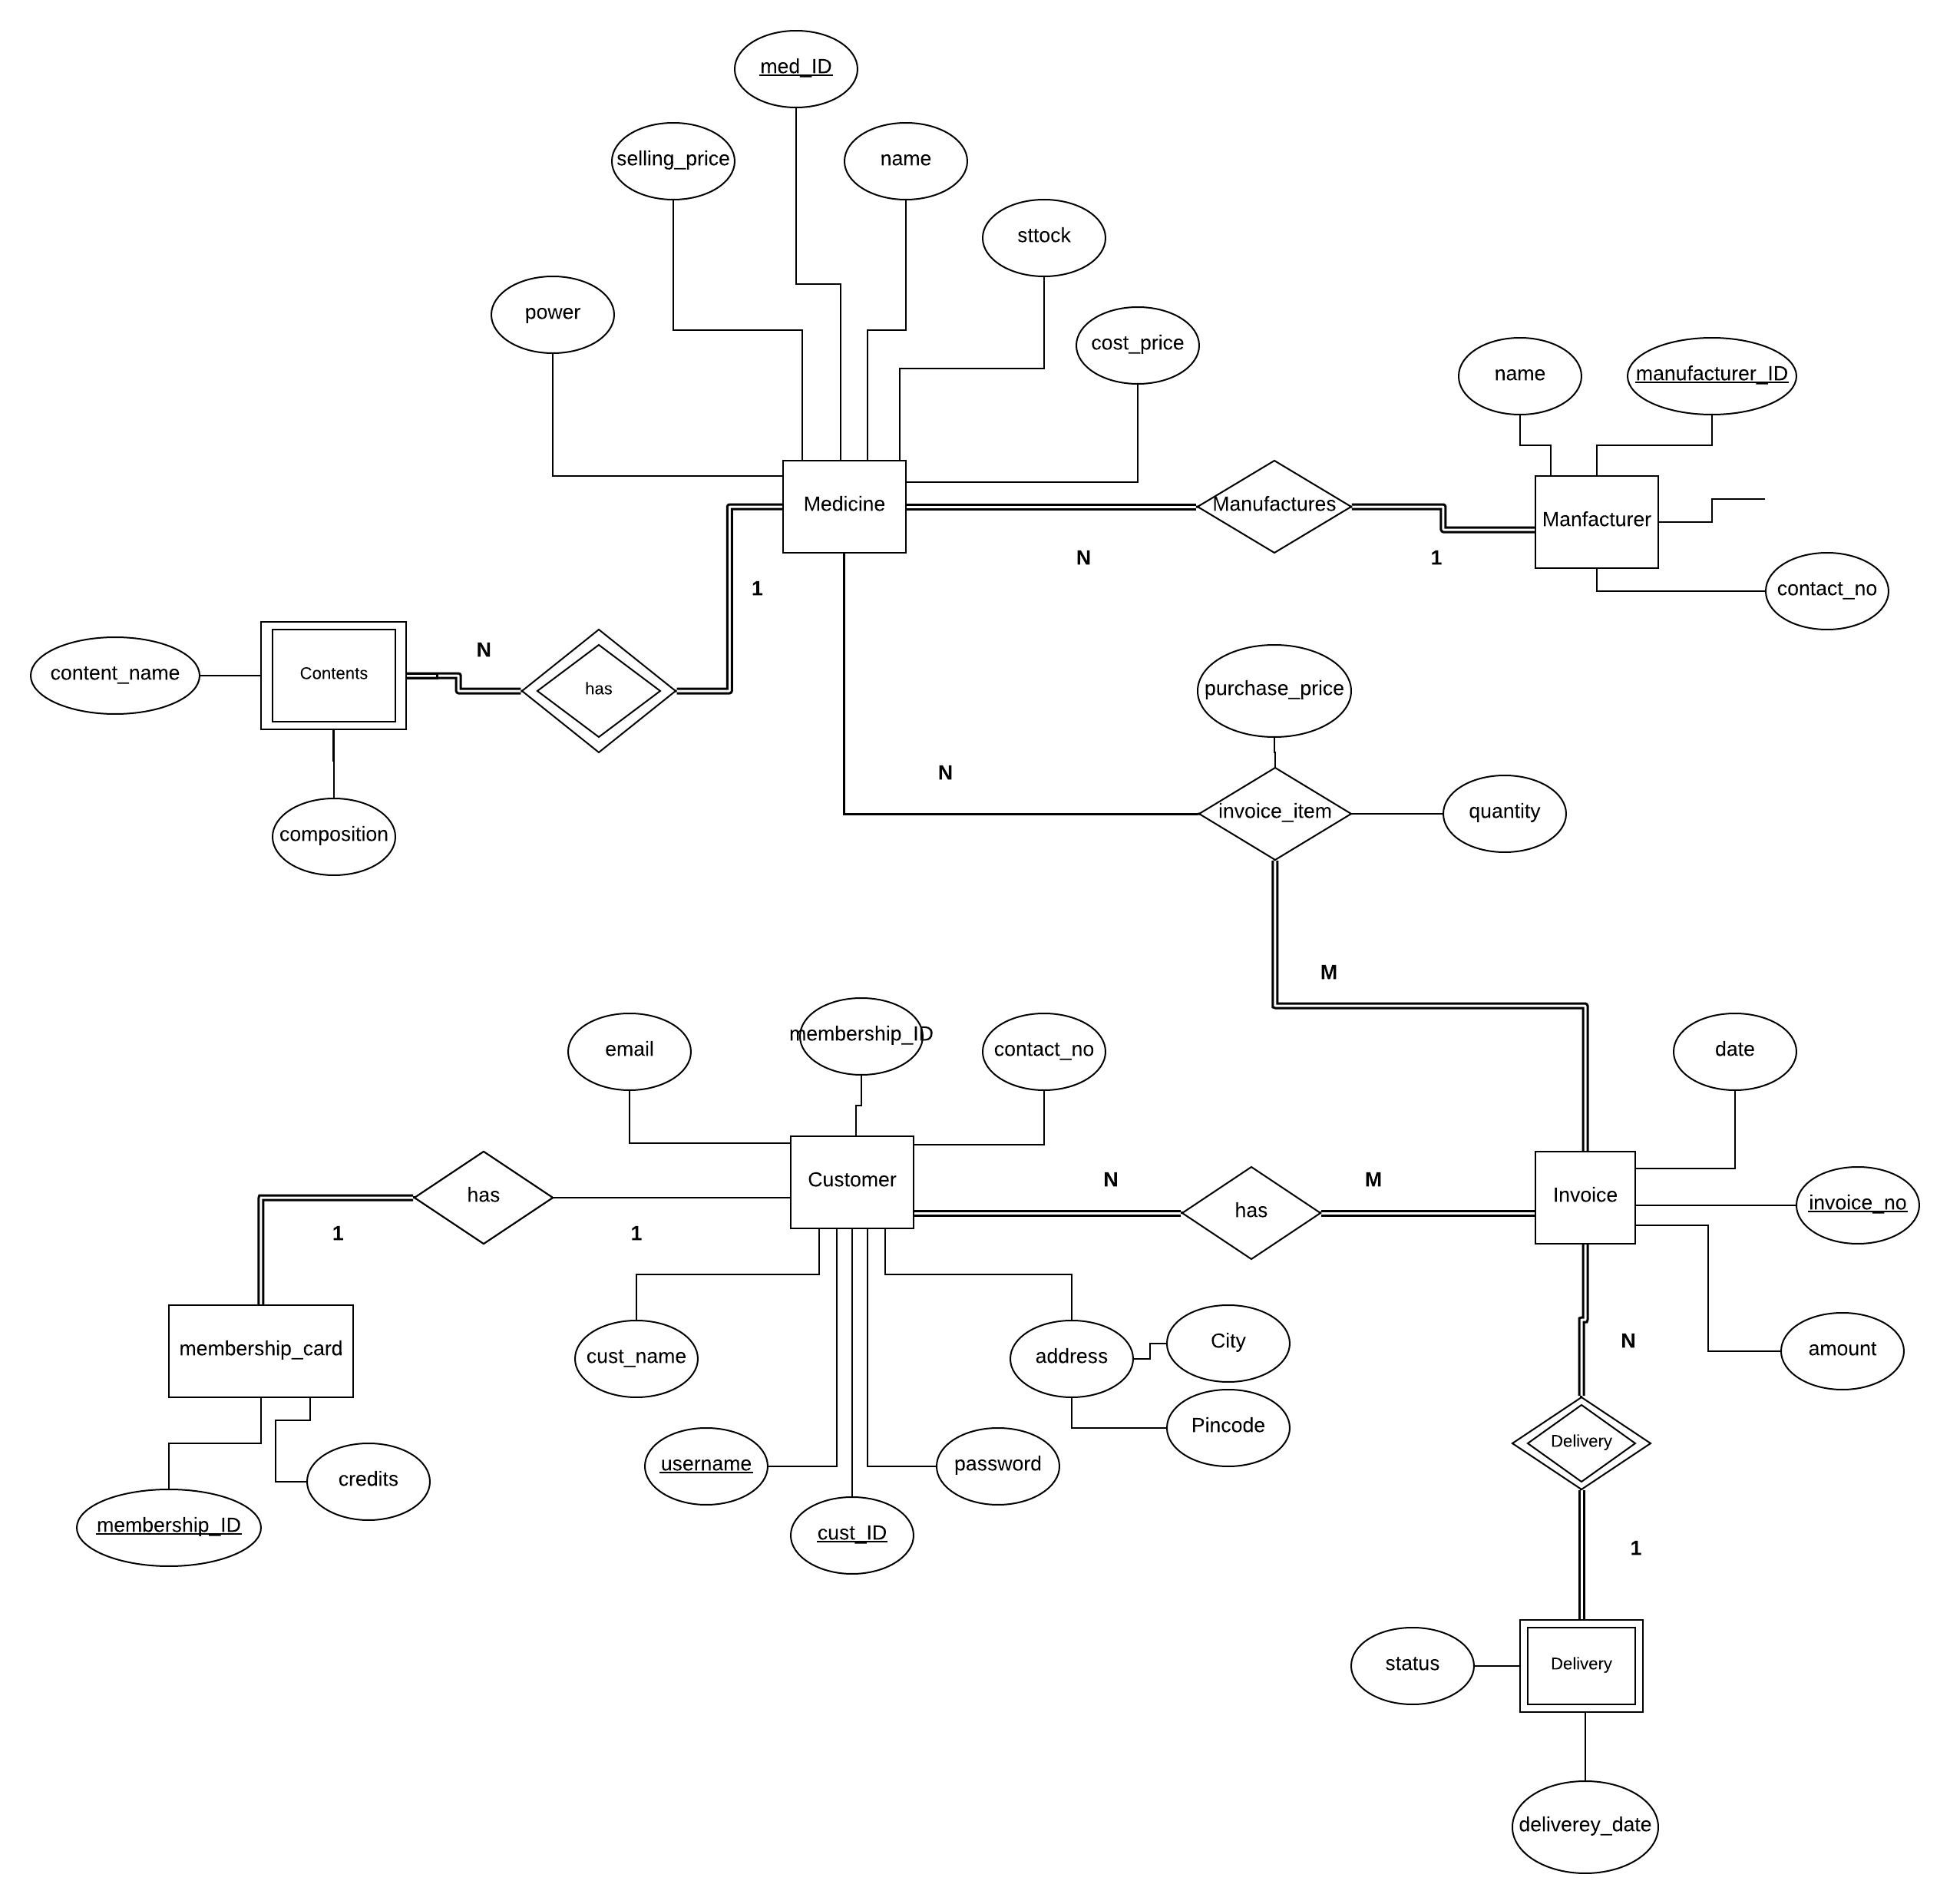 med_ID
selling_price
name
sttock
power
cost_price
name
manufacturer_ID
Medicine
Manufactures
Manfacturer
N
1
1
contact_no
N
content_name
Contents
has
purchase_price
N
invoice_item
quantity
composition
M
email
membership_ID
contact_no
date
has
Customer
N
has
M
Invoice
invoice_no
1
1
membership_card
cust_name
address
City
N
amount
Pincode
Delivery
username
password
credits
membership_ID
cust_ID
1
status
Delivery
deliverey_date